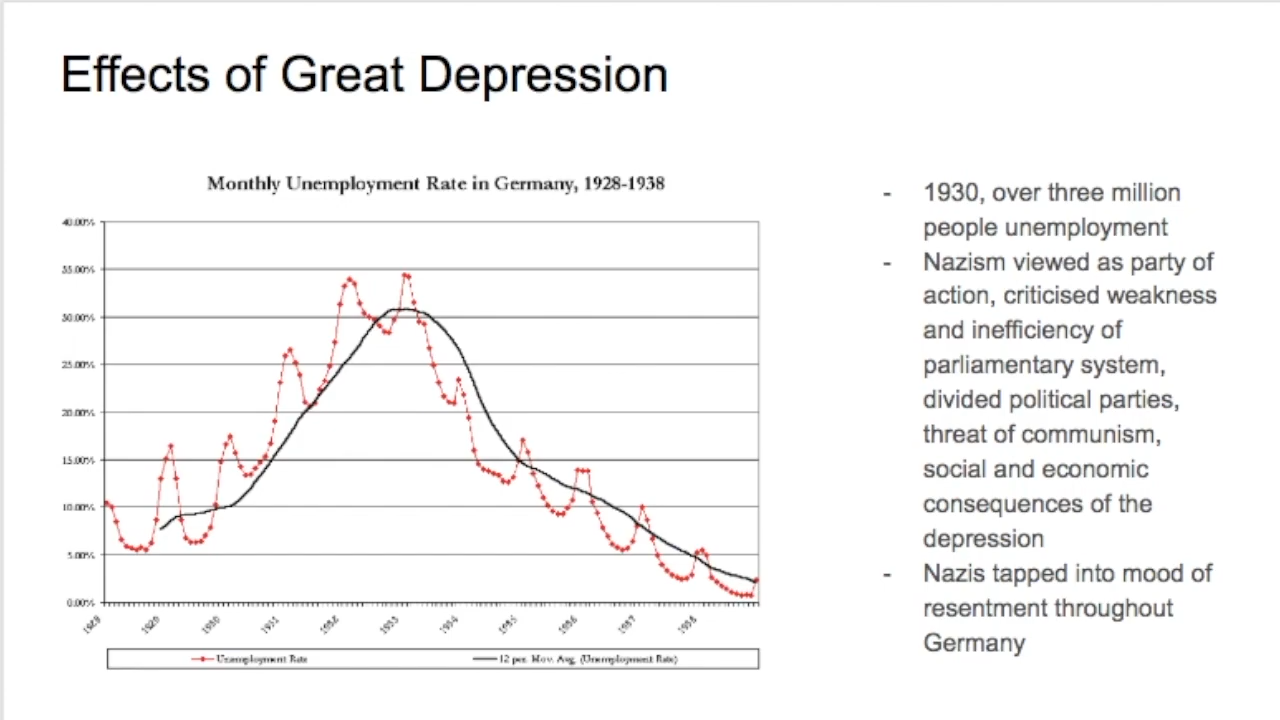 Effects of Great Depression
Monthly Unemployment Rate in Germany, 1928-1938
40.00%
35.00%
30.00%
25.00%
20.00%
15.00%
10.00%
5.00%
0.00%
1928
1929
1930
1931
1932
1933
1934
1935
1936
1937
1938
Unemployment Rate
12 per. Mov. Avg. (Unemployment Rate)
- 1930, over three million
people unemployment
- Nazism viewed as party of
action, criticised weakness
and inefficiency of
parliamentary system,
divided political parties,
threat of communism,
social and economic
consequences of the
depression
- Nazis tapped into mood of
resentment throughout
Germany